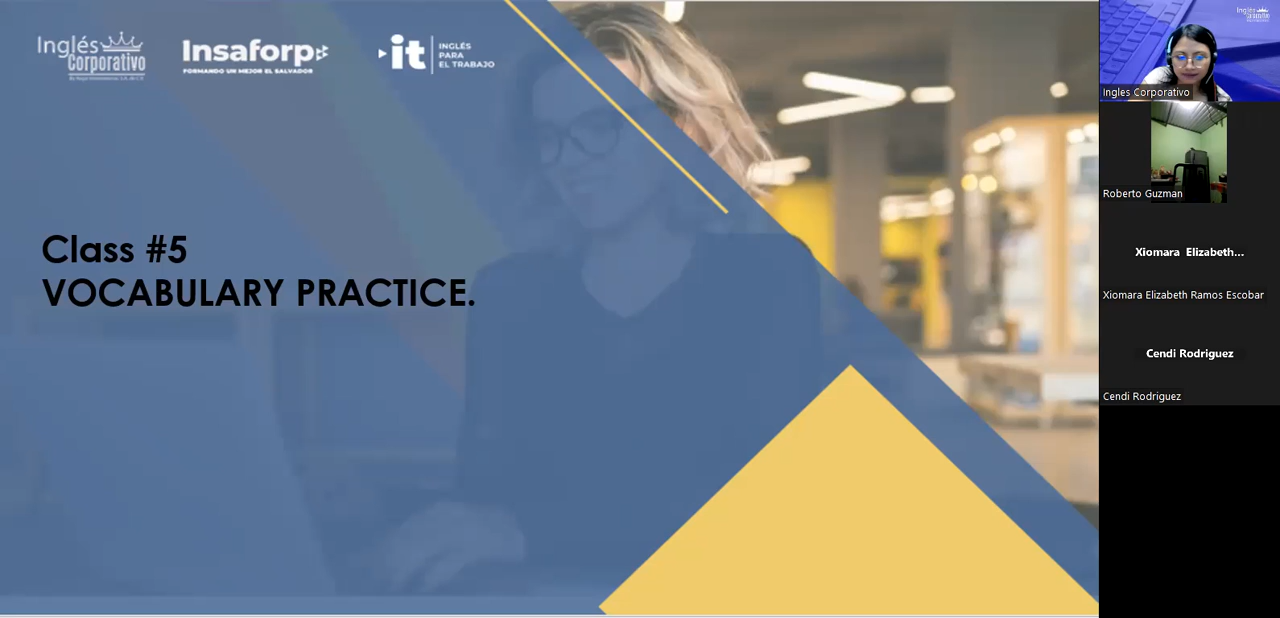 Inglés
Corporativo
Insaforp
FORMANDO UN MEJOR EL SALVADOR
it
INGLÉS
PARA
EL TRABAJO
Class #5
VOCABULARY PRACTICE.
Ingles Corporativo
Roberto Guzman
Xiomara Elizabeth...
Xiomara Elizabeth Ramos Escobar
Cendi Rodriguez
Cendi Rodriguez